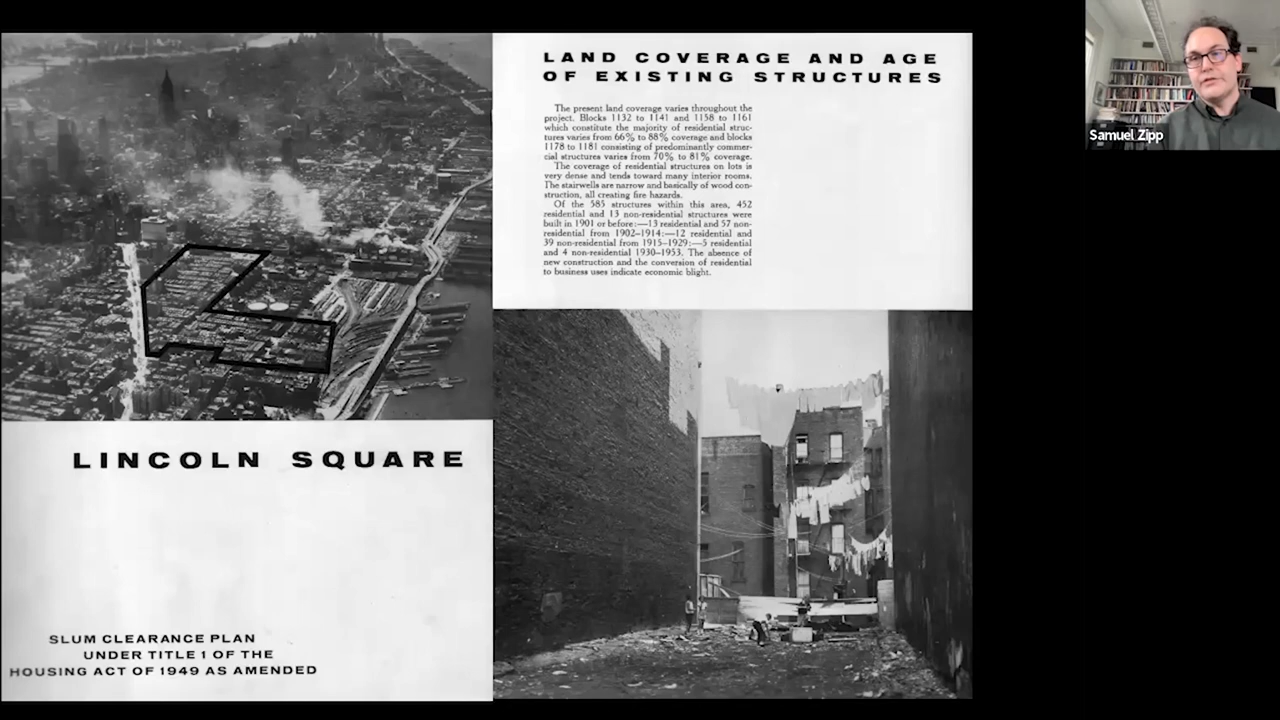 LAND COVERAGE AND AGE
OF EXISTING STRUCTURES
The present land coverage varies throughout the
project. Blocks 1132 to 1141 and 1158 to 1161
which constitute the majority of residential struc-
tures varies from 66% to 88% coverage and blocks
1178 to 1181 consisting of predominantly commer-
cial structures varies from 70% to 81% coverage.
The coverage of residential structures on lots is
very dense and tends toward many interior rooms.
The stairwells are narrow and basically of wood con-
struction, all creating fire hazards.
Of the 585 structures within this area, 452
residential and 13 non-residential structures were
built in 1901 or before:—13 residential and 57 non-
residential from 1902–1914:—12 residential and
39 non-residential from 1915–1929:—5 residential
and 4 non-residential 1930–1953. The absence of
new construction and the conversion of residential
to business uses indicate economic blight.
LINCOLN SQUARE
SLUM CLEARANCE PLAN
UNDER TITLE 1 OF THE
HOUSING ACT OF 1949 AS AMENDED
Samuel Zipp